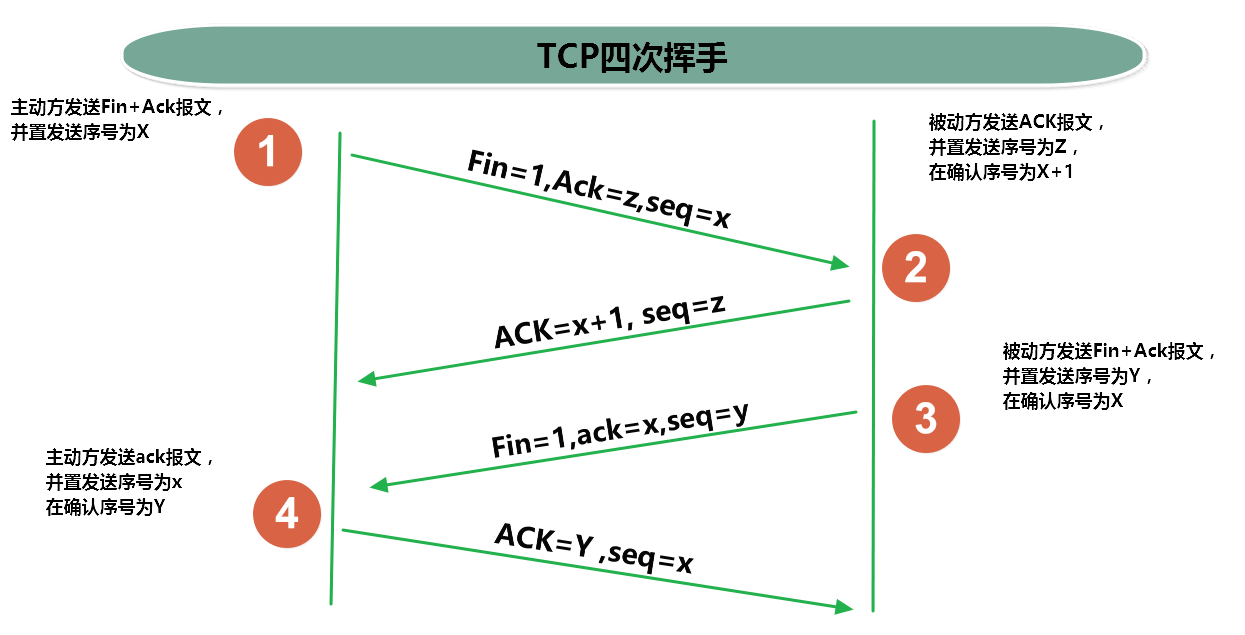 TCP四次挥手
主动方发送Fin+Ack报文，
并置发送序号为X
1
Fin=1,Ack=z,seq=x
被动方发送ACK报文，
并置发送序号为Z，
在确认序号为X+1
2
ACK=x+1, seq=z
被动方发送Fin+Ack报文，
并置发送序号为Y，
在确认序号为X
3
Fin=1,ack=x,seq=y
主动方发送ack报文，
并置发送序号为x
在确认序号为Y
4
ACK=Y ,seq=x